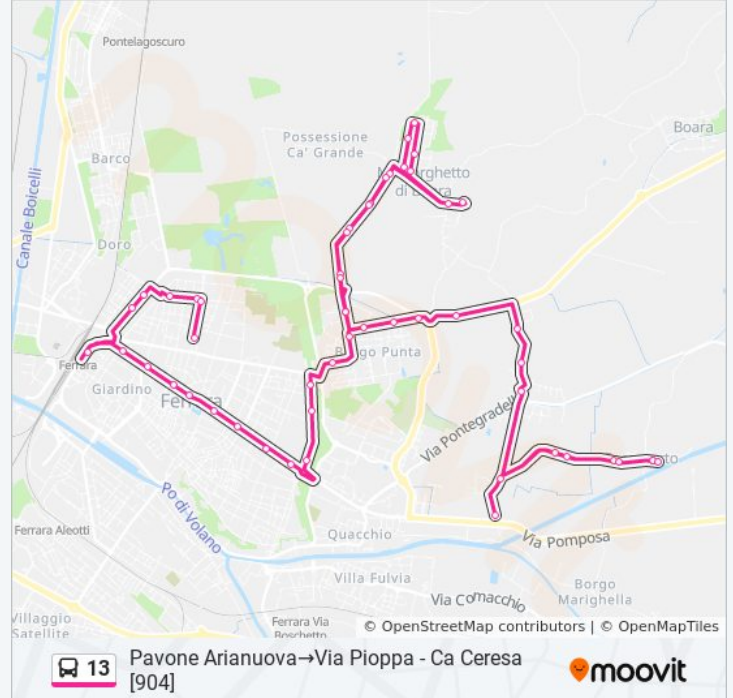 Pontelagoscuro
Possessione
Ca' Grande
Boara
Barco
Canale Boicelli
Doro
Ferrara
Borgo Punta
Giardino
Ferrara
Via Pontegradella
Po di Volano
Ferrara Aleotti
Quacchio
Via Pomposa
Villa Fulvia
Borgo
Marighella
Via Comacchio
Villaggio
Satellite
Ferrara Via
Boschetto
© OpenStreetMap contributors | © OpenMapTiles
13
Pavone Arianuova→Via Pioppa - Ca Ceresa
[904]
moovit